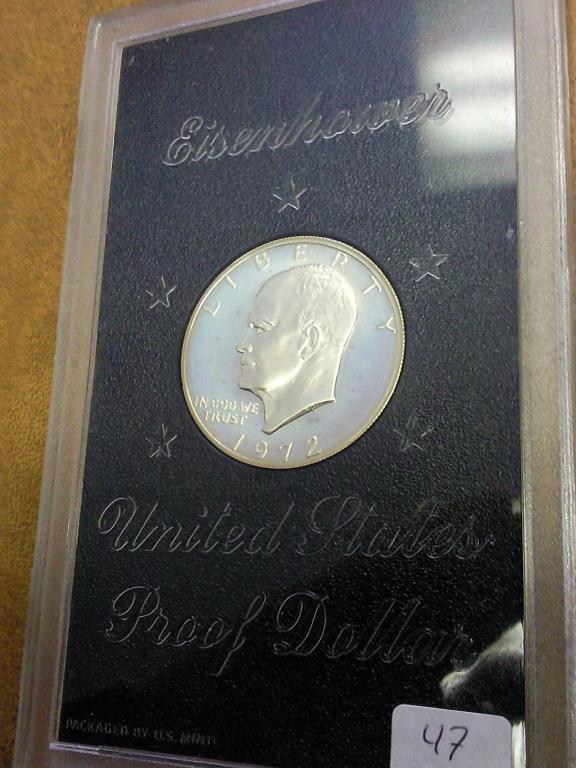 Eisenhower
LIBERTY
IN GOD WE
TRUST
1972
United States
Proof Dollar
PACKAGED BY U.S. MINT
47